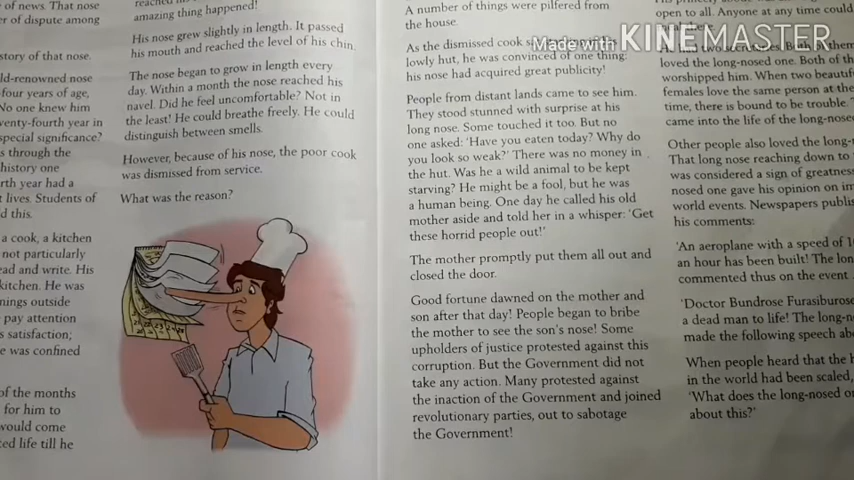 of news. That nose
er of dispute among
story of that nose.
ld-renowned nose
-four years of age,
No one knew him
venty-fourth year in
special significance?
s through the
history one
rth year had a
t lives. Students of
d this.
a cook, a kitchen
not particularly
ead and write. His
kitchen. He was
nings outside
pay attention
s satisfaction;
e was confined
of the months
for him to
would come
ted life till he
reached his
amazing thing happened!
His nose grew slightly in length. It passed
his mouth and reached the level of his chin.
The nose began to grow in length every
day. Within a month the nose reached his
navel. Did he feel uncomfortable? Not in
the least! He could breathe freely. He could
distinguish between smells.
However, because of his nose, the poor cook
was dismissed from service.
What was the reason?
A number of things were pilfered from
the house.
As the dismissed cook
lowly hut, he was convinced of one thing:
his nose had acquired great publicity!
People from distant lands came to see him.
They stood stunned with surprise at his
long nose. Some touched it too. But no
one asked: 'Have you eaten today? Why do
you look so weak?' There was no money in
the hut. Was he a wild animal to be kept
starving? He might be a fool, but he was
a human being. One day he called his old
mother aside and told her in a whisper: 'Get
these horrid people out!'
The mother promptly put them all out and
closed the door.
Good fortune dawned on the mother and
son after that day! People began to bribe
the mother to see the son's nose! Some
upholders of justice protested against this
corruption. But the Government did not
take any action. Many protested against
the inaction of the Government and joined
revolutionary parties, out to sabotage
the Government!
open to all. Anyone at any time could
two secretaries. Both of them
loved the long-nosed one. Both of th
worshipped him. When two beautif
females love the same person at the
time, there is bound to be trouble.
came into the life of the long-nose
Other people also loved the long-n
That long nose reaching down to
was considered a sign of greatness
nosed one gave his opinion on im
world events. Newspapers publis
his comments:
'An aeroplane with a speed of 1
an hour has been built! The lon
commented thus on the event
'Doctor Bundrose Furasiburose
a dead man to life! The long-n
made the following speech abo
When people heard that the h
in the world had been scaled,
'What does the long-nosed on
about this?'
Made with KINEMASTER